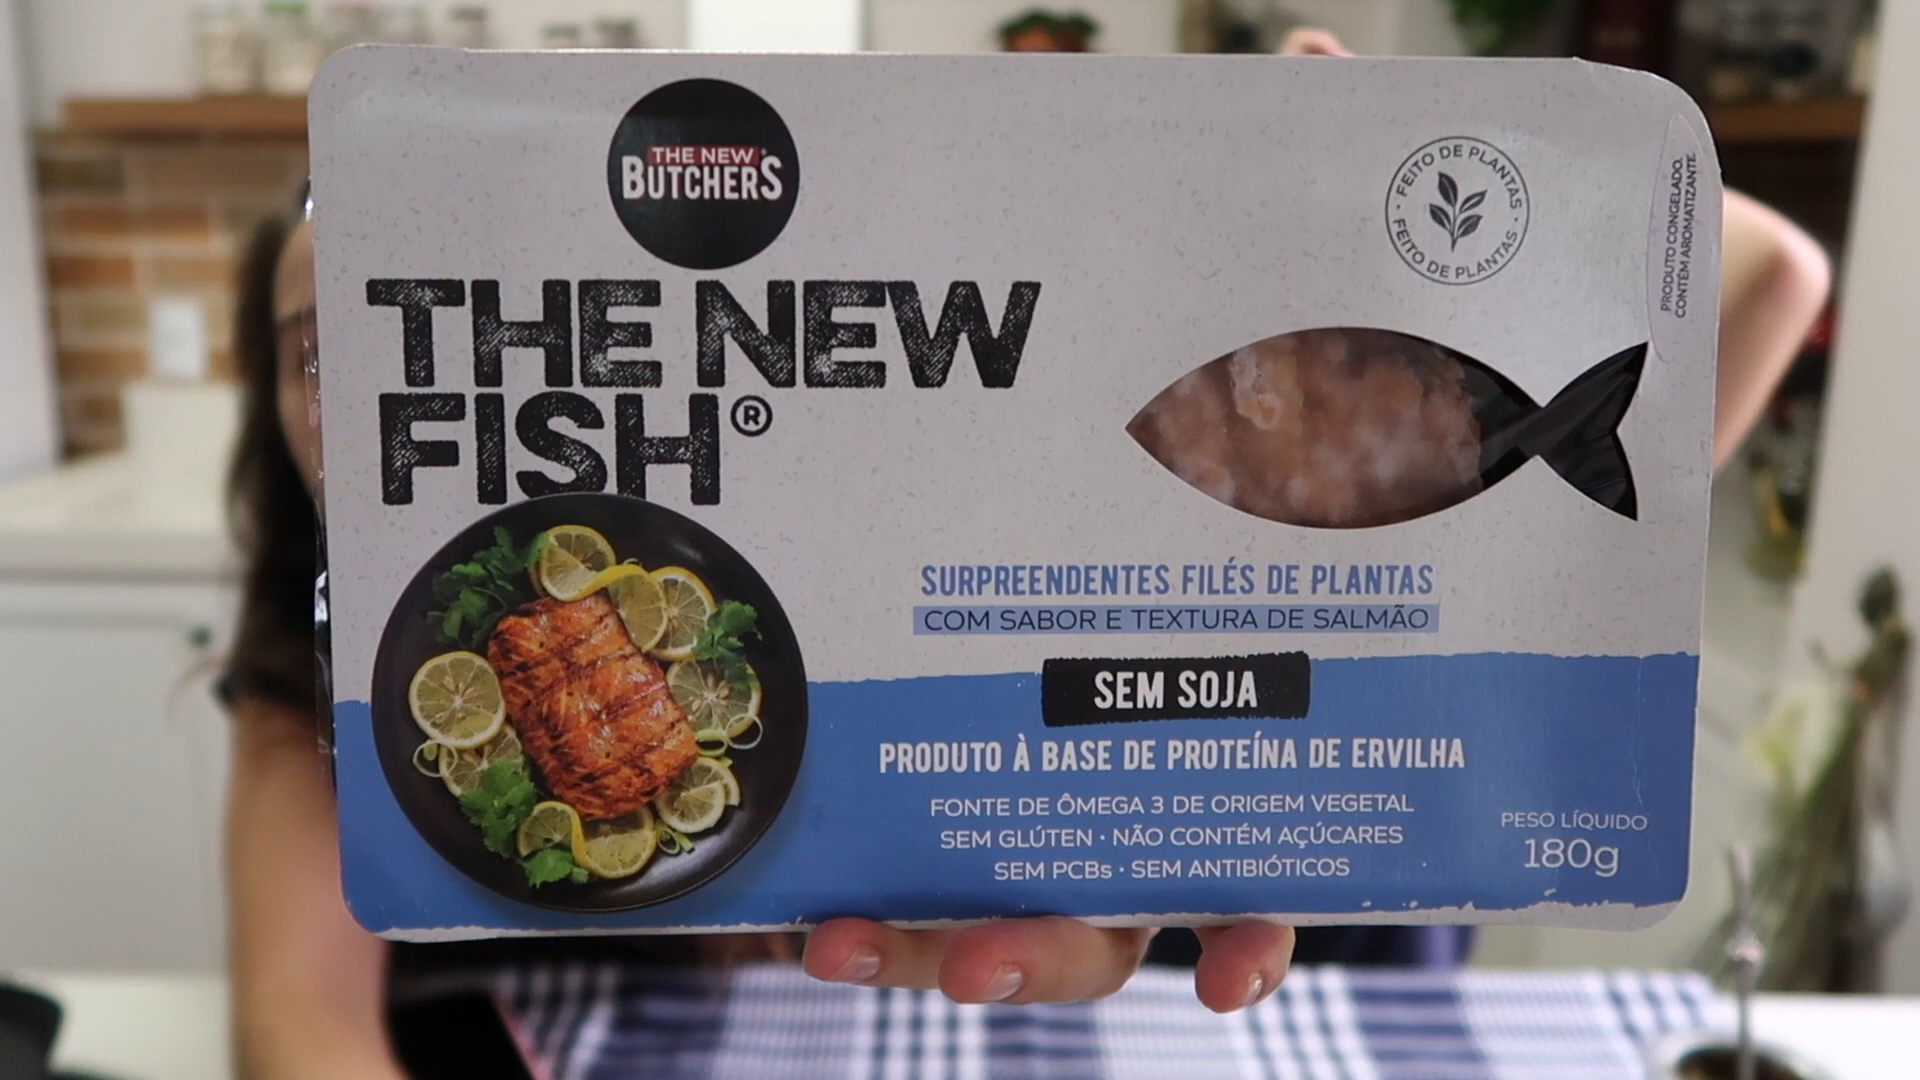 THE NEW
BUTCHERS®
THE NEW
FISH®
FEITO DE PLANTAS · FEITO DE PLANTAS ·
PRODUTO CONGELADO.
CONTÉM AROMATIZANTE.
SURPREENDENTES FILÉS DE PLANTAS
COM SABOR E TEXTURA DE SALMÃO
SEM SOJA
PRODUTO À BASE DE PROTEÍNA DE ERVILHA
FONTE DE ÔMEGA 3 DE ORIGEM VEGETAL
SEM GLÚTEN · NÃO CONTÉM AÇÚCARES
SEM PCBs · SEM ANTIBIÓTICOS
PESO LÍQUIDO
180g